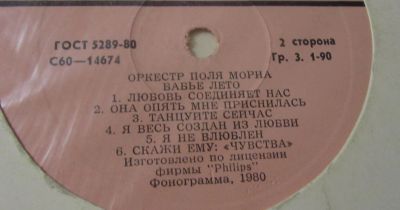 ГОСТ 5289-80
2 сторона
С60—14674
Гр. 3. 1-90
ОРКЕСТР ПОЛЯ МОРИА
БАБЬЕ ЛЕТО
1. ЛЮБОВЬ СОЕДИНЯЕТ НАС
2. ОНА ОПЯТЬ МНЕ ПРИСНИЛАСЬ
3. ТАНЦУЙТЕ СЕЙЧАС
4. Я ВЕСЬ СОЗДАН ИЗ ЛЮБВИ
5. Я НЕ ВЛЮБЛЕН
6. СКАЖИ ЕМУ: «ЧУВСТВА»
Изготовлено по лицензии
фирмы "Philips"
Фонограмма, 1980